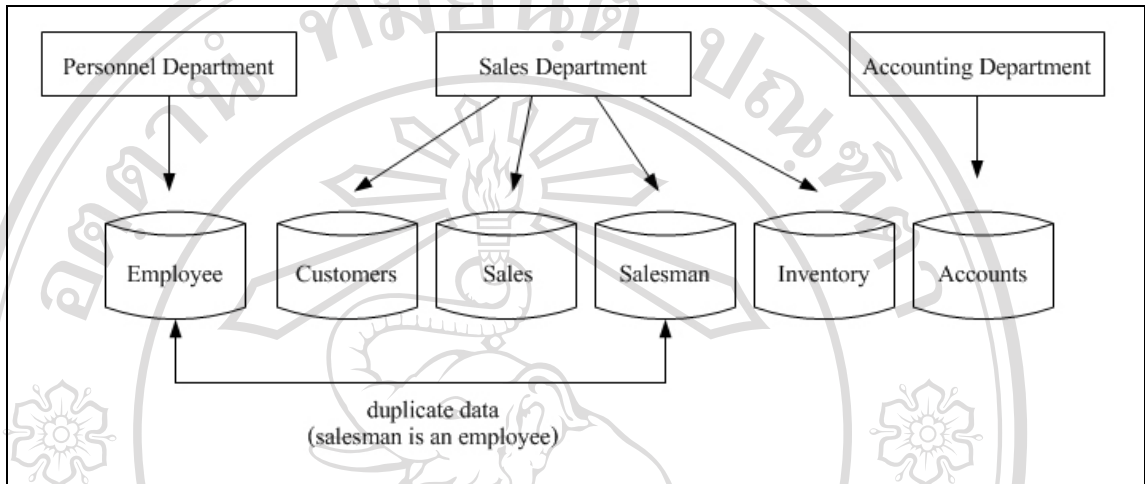 Personnel Department
Sales Department
Accounting Department
Employee
Customers
Sales
Salesman
Inventory
Accounts
duplicate data
(salesman is an employee)